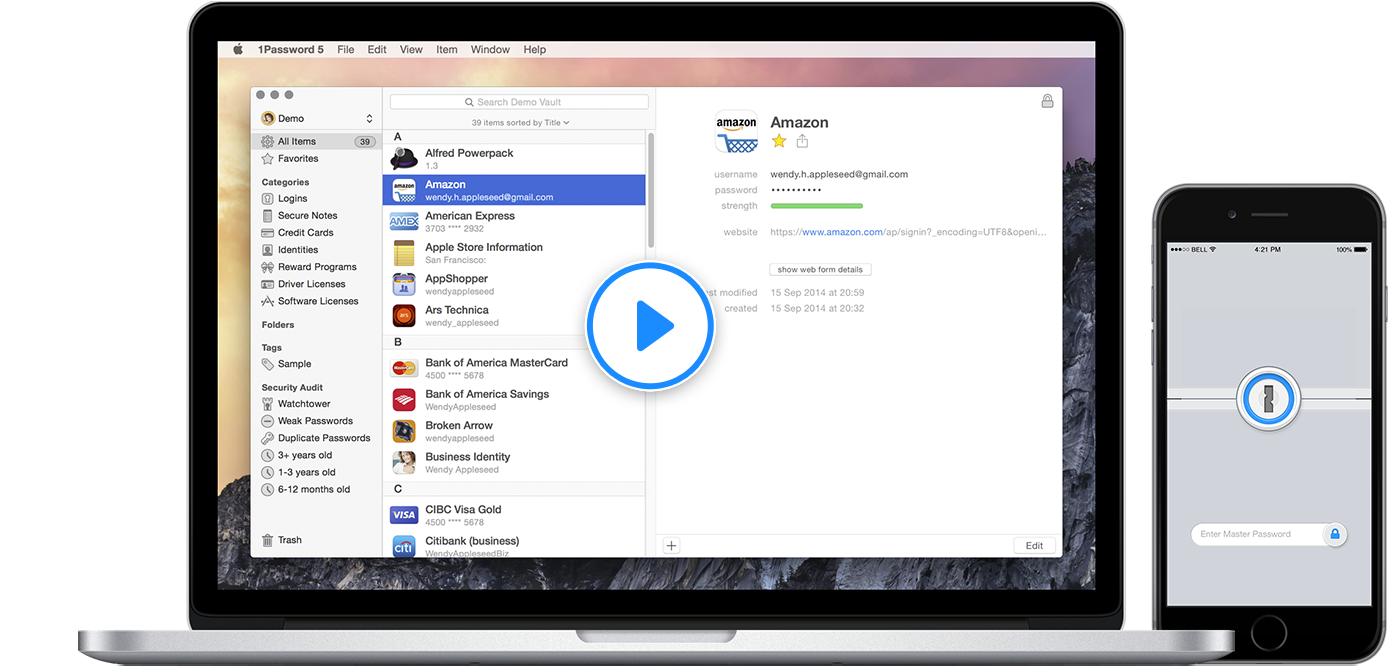 1Password 5 File Edit View Item Window Help
Demo
All Items 39
Favorites
Categories
Logins
Secure Notes
Credit Cards
Identities
Reward Programs
Driver Licenses
Software Licenses
Folders
Tags
Sample
Security Audit
Watchtower
Weak Passwords
Duplicate Passwords
3+ years old
1-3 years old
6-12 months old
Trash
Search Demo Vault
39 items sorted by Title
A
Alfred Powerpack
1.3
amazon
Amazon
wendy.h.appleseed@gmail.com
AMEX
American Express
3703 **** 2932
Apple Store Information
San Francisco:
AppShopper
wendyappleseed
ars
Ars Technica
wendy_appleseed
B
MasterCard
Bank of America MasterCard
4500 **** 5678
Bank of America Savings
WendyAppleseed
Broken Arrow
wendyappleseed
Business Identity
Wendy Appleseed
C
VISA
CIBC Visa Gold
4500 **** 5678
citi
Citibank (business)
WendyAppleseedBiz
amazon
Amazon
username wendy.h.appleseed@gmail.com
password ••••••••••
strength
website https://www.amazon.com/ap/signin?_encoding=UTF8&openi...
show web form details
st modified 15 Sep 2014 at 20:59
created 15 Sep 2014 at 20:32
+ Edit
●●●○○ BELL 4:21 PM 100%
Enter Master Password